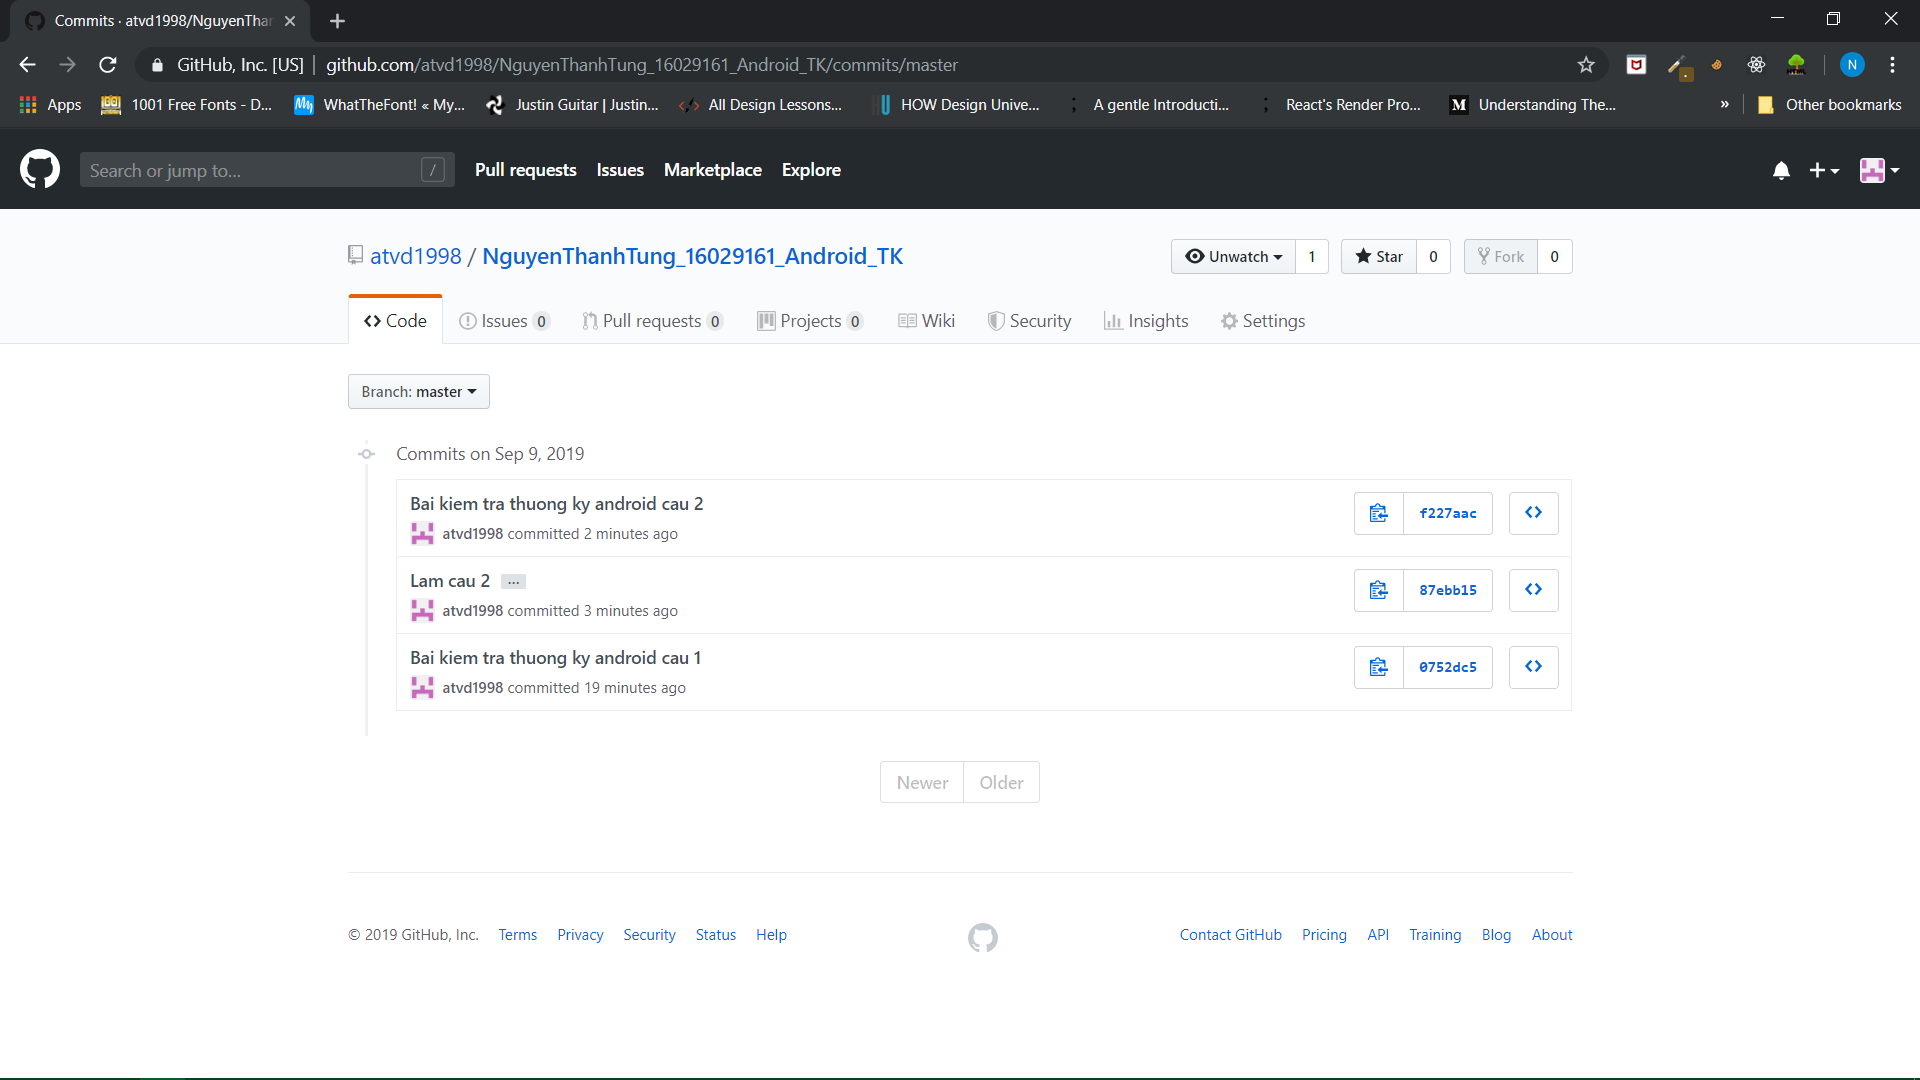 Commits · atvd1998/NguyenThan
GitHub, Inc. [US] | github.com/atvd1998/NguyenThanhTung_16029161_Android_TK/commits/master
N
Apps 1001 Free Fonts - D... WhatTheFont! « My... Justin Guitar | Justin... All Design Lessons... HOW Design Unive... A gentle Introducti... React's Render Pro... Understanding The... » Other bookmarks
Search or jump to... / Pull requests Issues Marketplace Explore
atvd1998 / NguyenThanhTung_16029161_Android_TK
Unwatch 1 Star 0 Fork 0
Code Issues 0 Pull requests 0 Projects 0 Wiki Security Insights Settings
Branch: master
Commits on Sep 9, 2019
Bai kiem tra thuong ky android cau 2
atvd1998 committed 2 minutes ago
f227aac
Lam cau 2 ...
atvd1998 committed 3 minutes ago
87ebb15
Bai kiem tra thuong ky android cau 1
atvd1998 committed 19 minutes ago
0752dc5
Newer Older
© 2019 GitHub, Inc. Terms Privacy Security Status Help
Contact GitHub Pricing API Training Blog About